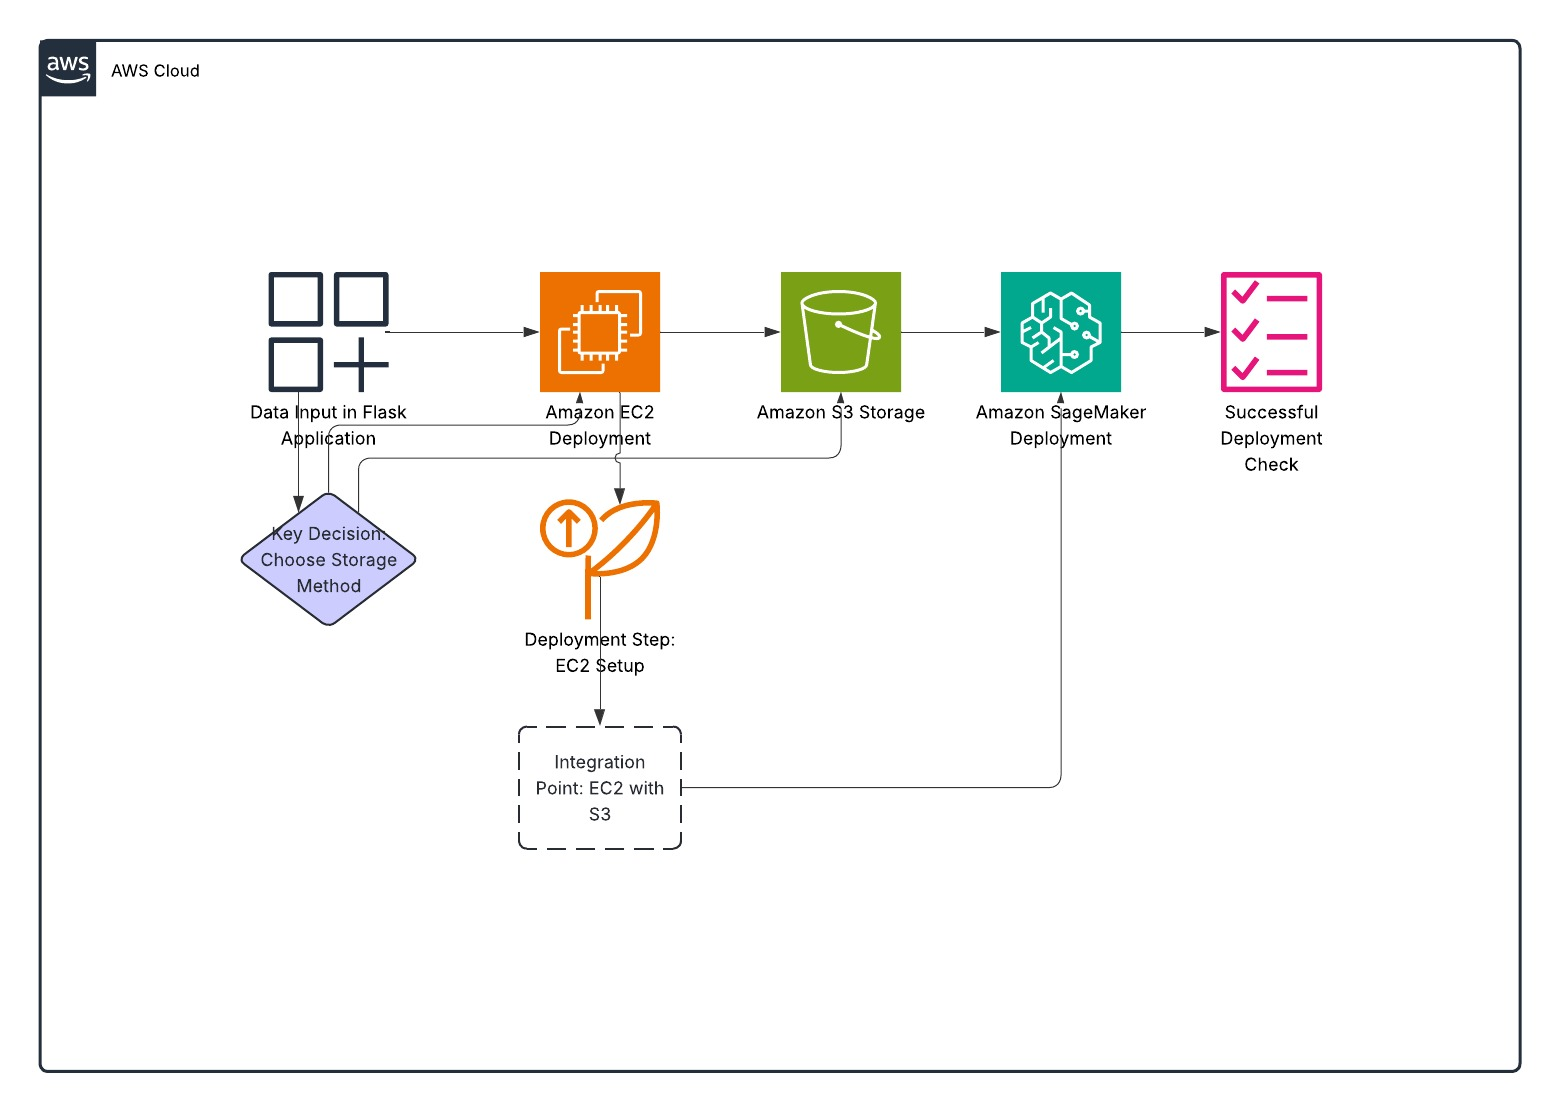 aws
AWS Cloud
Data Input in Flask
Application
Amazon EC2
Deployment
Amazon S3 Storage
Amazon SageMaker
Deployment
Successful
Deployment
Check
Key Decision:
Choose Storage
Method
Deployment Step:
EC2 Setup
Integration
Point: EC2 with
S3